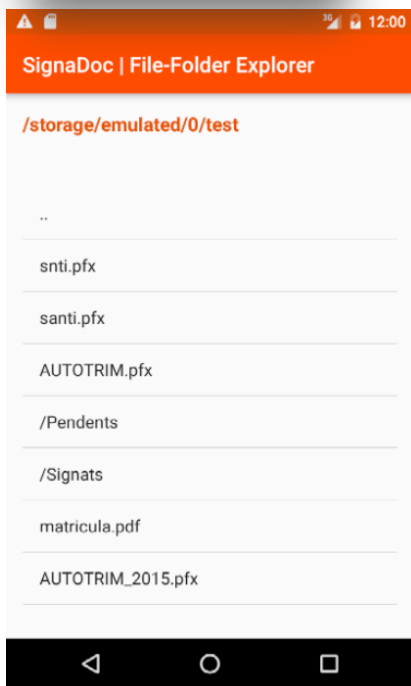 3G 12:00
SignaDoc | File-Folder Explorer
/storage/emulated/0/test
..
snti.pfx
santi.pfx
AUTOTRIM.pfx
/Pendents
/Signats
matricula.pdf
AUTOTRIM_2015.pfx